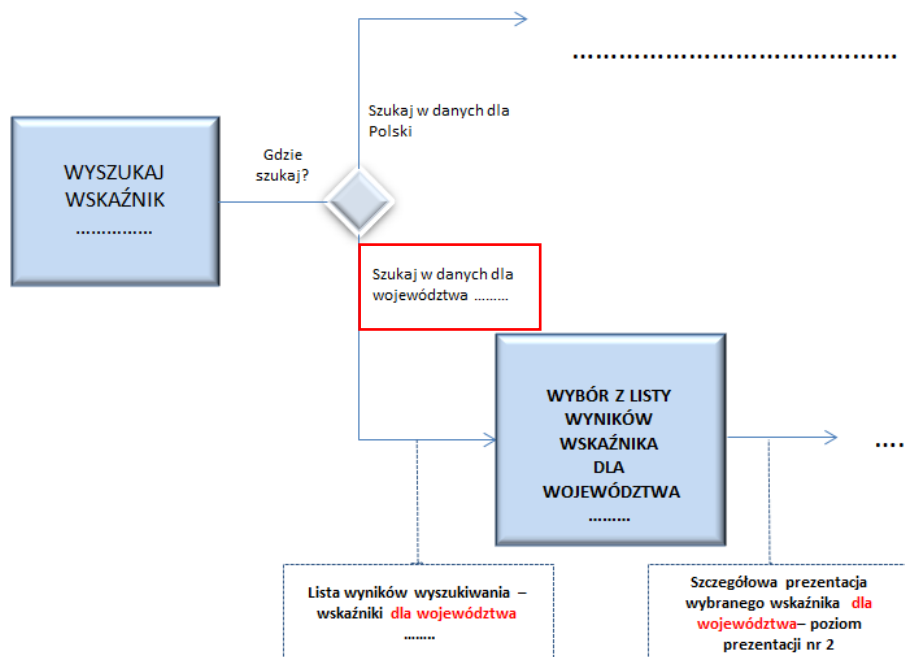 ……………………………………
Szukaj w danych dla
Polski
Gdzie
szukaj?
WYSZUKAJ
WSKAŹNIK
……………
Szukaj w danych dla
województwa ………
WYBÓR Z LISTY
WYNIKÓW
WSKAŹNIKA
DLA
WOJEWÓDZTWA
………
…..
Lista wyników wyszukiwania –
wskaźniki dla województwa
……..
Szczegółowa prezentacja
wybranego wskaźnika dla
województwa– poziom
prezentacji nr 2